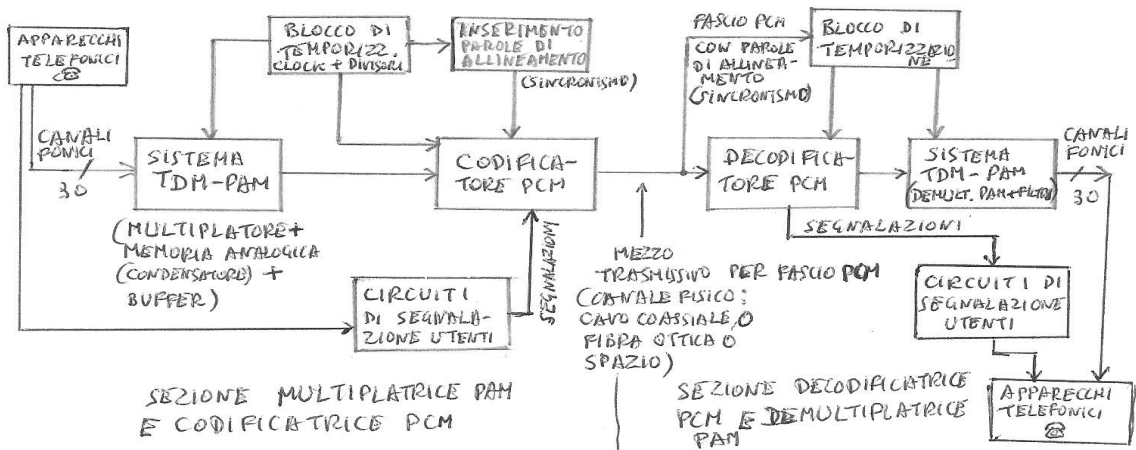 APPARECCHI
TELEFONICI
CANALI
FONICI
30
SISTEMA
TDM-PAM
(MULTIPLATORE+
MEMORIA ANALOGICA
(CONDENSATORE) +
BUFFER)
BLOCCO DI
TEMPORIZZ.
CLOCK + DIVISORI
INSERIMENTO
PAROLE DI
ALLINEAMENTO
(SINCRONISMO)
CODIFICA-
TORE PCM
SEGNALAZIONI
CIRCUITI
DI SEGNALA-
ZIONE UTENTI
SEZIONE MULTIPLATRICE PAM
E CODIFICATRICE PCM
MEZZO
TRASMISSIVO PER FASCIO PCM
(CANALE FISICO:
CAVO COASSIALE, O
FIBRA OTTICA O
SPAZIO)
FASCIO PCM
CON PAROLE
DI ALLINEA-
MENTO
(SINCRONISMO)
BLOCCO DI
TEMPORIZZAZIO
NE
DECODIFICA-
TORE PCM
SISTEMA
TDM-PAM
(DEMULT. PAM+FILTRI)
CANALI
FONICI
30
SEGNALAZIONI
CIRCUITI DI
SEGNALAZIONE
UTENTI
APPARECCHI
TELEFONICI
SEZIONE DECODIFICATRICE
PCM E DEMULTIPLATRICE
PAM